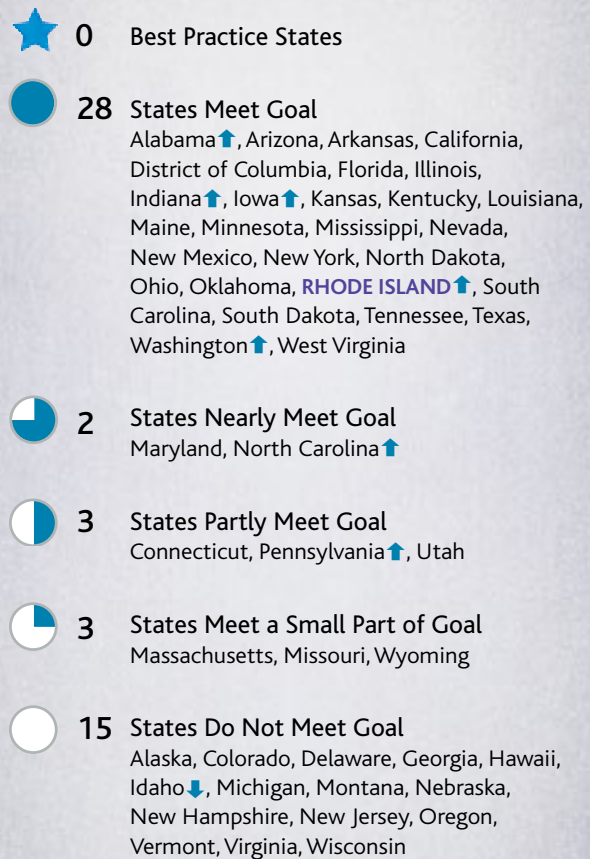 0 Best Practice States
28 States Meet Goal
Alabama⬆, Arizona, Arkansas, California,
District of Columbia, Florida, Illinois,
Indiana⬆, Iowa⬆, Kansas, Kentucky, Louisiana,
Maine, Minnesota, Mississippi, Nevada,
New Mexico, New York, North Dakota,
Ohio, Oklahoma, RHODE ISLAND⬆, South
Carolina, South Dakota, Tennessee, Texas,
Washington⬆, West Virginia
2 States Nearly Meet Goal
Maryland, North Carolina⬆
3 States Partly Meet Goal
Connecticut, Pennsylvania⬆, Utah
3 States Meet a Small Part of Goal
Massachusetts, Missouri, Wyoming
15 States Do Not Meet Goal
Alaska, Colorado, Delaware, Georgia, Hawaii,
Idaho⬇, Michigan, Montana, Nebraska,
New Hampshire, New Jersey, Oregon,
Vermont, Virginia, Wisconsin